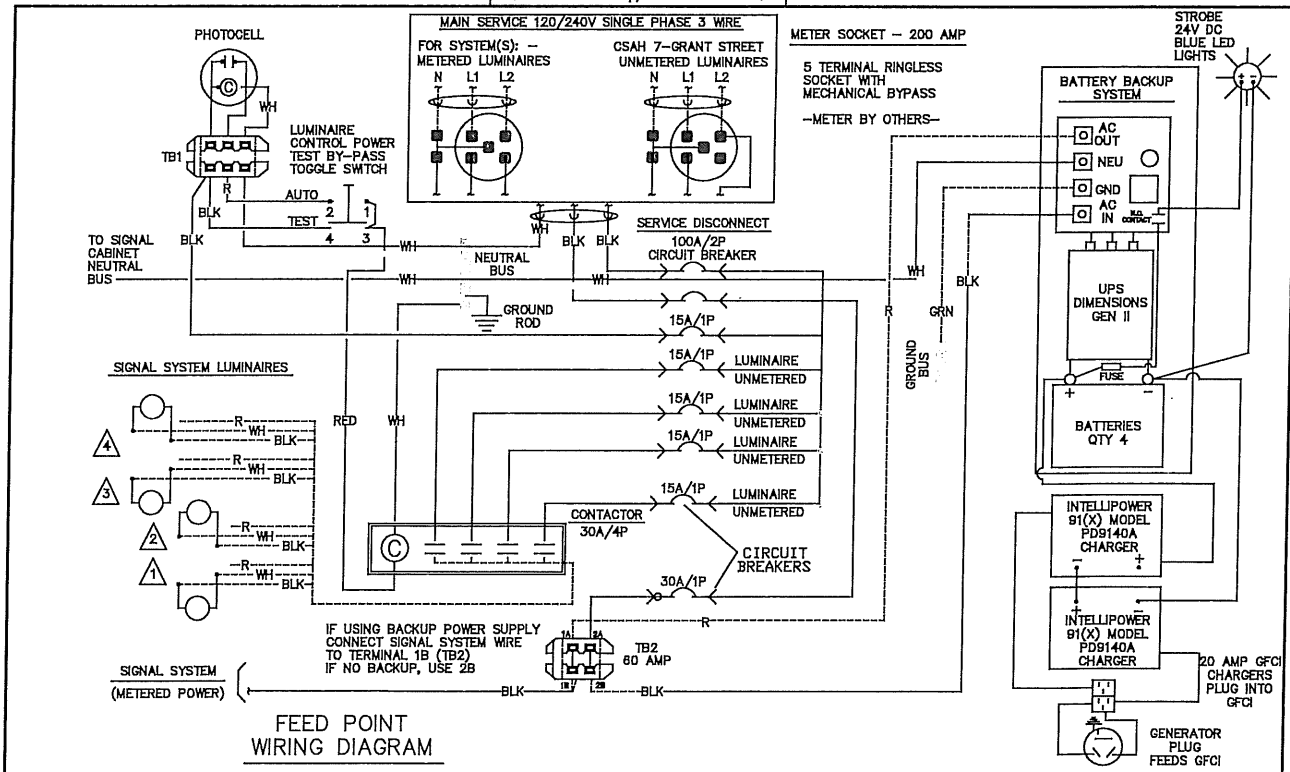 MAIN SERVICE 120/240V SINGLE PHASE 3 WIRE
FOR SYSTEM(S): -
METERED LUMINAIRES
N L1 L2
CSAH 7-GRANT STREET
UNMETERED LUMINAIRES
N L1 L2
METER SOCKET - 200 AMP
5 TERMINAL RINGLESS
SOCKET WITH
MECHANICAL BYPASS
-METER BY OTHERS-
STROBE
24V DC
BLUE LED
LIGHTS
+ -
BATTERY BACKUP
SYSTEM
AC
OUT
NEU
GND
AC
IN
N.O.
CONTACT
UPS
DIMENSIONS
GEN II
FUSE
+ -
BATTERIES
QTY 4
INTELLIPOWER
91(X) MODEL
PD9140A
CHARGER
- +
+ -
INTELLIPOWER
91(X) MODEL
PD9140A
CHARGER
20 AMP GFCI
CHARGERS
PLUG INTO
GFCI
GENERATOR
PLUG
FEEDS GFCI
PHOTOCELL
C
WH
TB1
LUMINAIRE
CONTROL POWER
TEST BY-PASS
TOGGLE SWITCH
R
AUTO
2 1
BLK
TEST
4 3
BLK
WH
TO SIGNAL
CABINET
NEUTRAL
BUS
WH
NEUTRAL
BUS
WH
WH BLK BLK
SERVICE DISCONNECT
100A/2P
CIRCUIT BREAKER
WH
BLK
R
GRN
GROUND
BUS
GROUND
ROD
15A/1P
15A/1P
LUMINAIRE
UNMETERED
15A/1P
LUMINAIRE
UNMETERED
15A/1P
LUMINAIRE
UNMETERED
15A/1P
LUMINAIRE
UNMETERED
CIRCUIT
BREAKERS
30A/1P
SIGNAL SYSTEM LUMINAIRES
4
R
WH
BLK
3
R
WH
BLK
2
R
WH
BLK
1
R
WH
BLK
RED
WH
CONTACTOR
30A/4P
C
IF USING BACKUP POWER SUPPLY
CONNECT SIGNAL SYSTEM WIRE
TO TERMINAL 1B (TB2)
IF NO BACKUP, USE 2B
1A 2A
TB2
60 AMP
1B 2B
R
SIGNAL SYSTEM
(METERED POWER)
BLK
BLK
FEED POINT
WIRING DIAGRAM